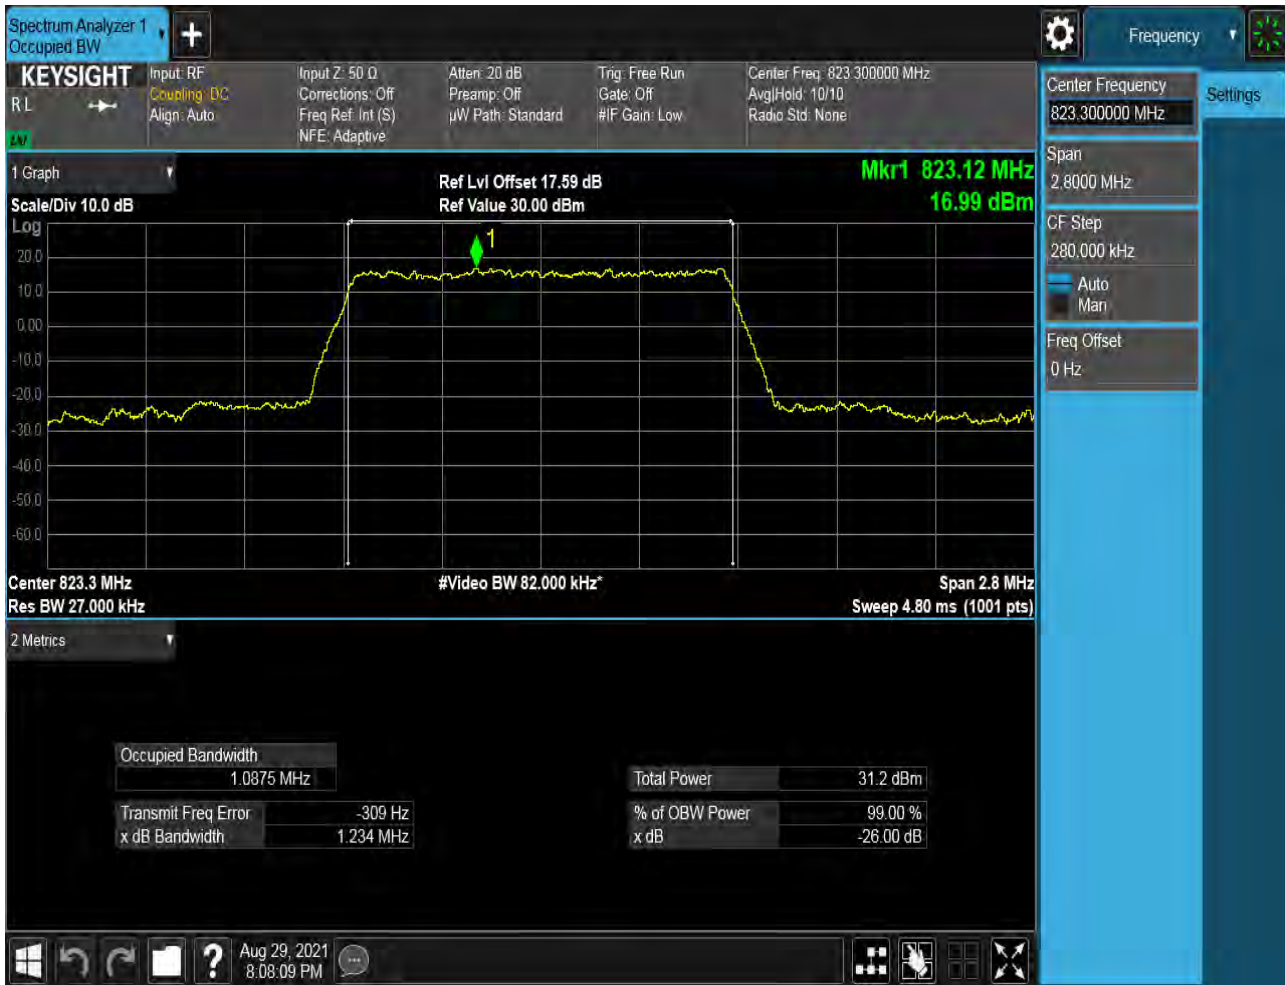 Spectrum Analyzer 1
Occupied BW
Frequency
KEYSIGHT
R L
Input: RF
Coupling: DC
Align: Auto
Input Z: 50 Ω
Corrections: Off
Freq Ref: Int (S)
NFE: Adaptive
Atten: 20 dB
Preamp: Off
µW Path: Standard
Trig: Free Run
Gate: Off
#IF Gain: Low
Center Freq: 823.300000 MHz
Avg|Hold: 10/10
Radio Std: None
Center Frequency
823.300000 MHz
Settings
Span
2.8000 MHz
CF Step
280.000 kHz
Auto
Man
Freq Offset
0 Hz
1 Graph
Scale/Div 10.0 dB
Ref Lvl Offset 17.59 dB
Ref Value 30.00 dBm
Mkr1 823.12 MHz
16.99 dBm
Log
1
20.0
10.0
0.00
-10.0
-20.0
-30.0
-40.0
-50.0
-60.0
Center 823.3 MHz
#Video BW 82.000 kHz*
Span 2.8 MHz
Res BW 27.000 kHz
Sweep 4.80 ms (1001 pts)
2 Metrics
Occupied Bandwidth
1.0875 MHz
Total Power 31.2 dBm
Transmit Freq Error -309 Hz
% of OBW Power 99.00 %
x dB Bandwidth 1.234 MHz
x dB -26.00 dB
Aug 29, 2021
8:08:09 PM